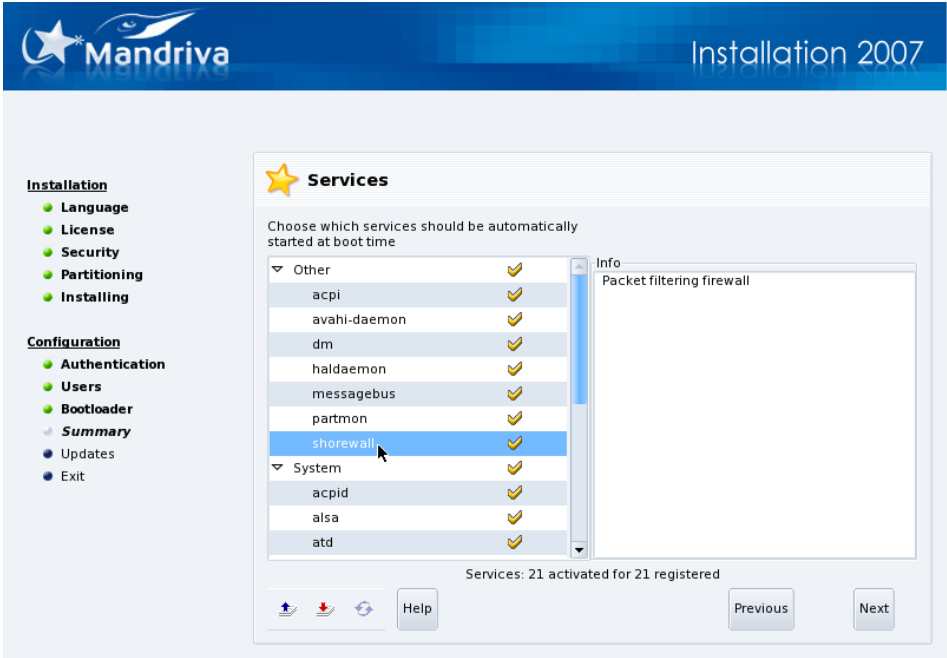 Mandriva
Installation 2007
Installation
Language
License
Security
Partitioning
Installing
Configuration
Authentication
Users
Bootloader
Summary
Updates
Exit
Services
Choose which services should be automatically
started at boot time
Other
acpi
avahi-daemon
dm
haldaemon
messagebus
partmon
shorewall
System
acpid
alsa
atd
Info
Packet filtering firewall
Services: 21 activated for 21 registered
Help
Previous
Next